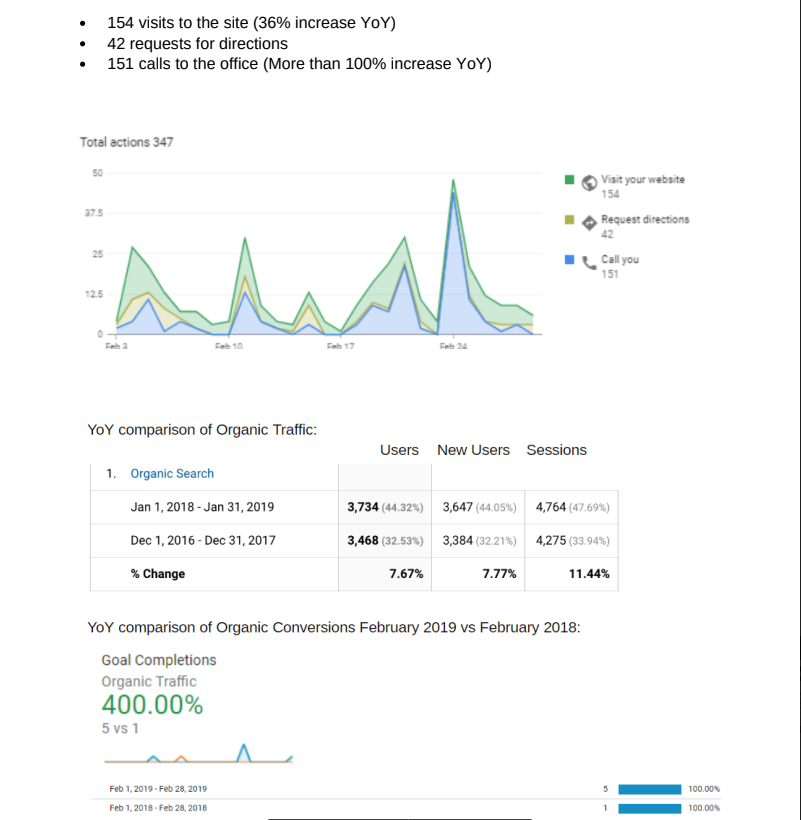 • 154 visits to the site (36% increase YoY)
• 42 requests for directions
• 151 calls to the office (More than 100% increase YoY)
Total actions 347
50
37.5
25
12.5
0
Feb 3 Feb 10 Feb 17 Feb 24
Visit your website
154
Request directions
42
Call you
151
YoY comparison of Organic Traffic:
Users New Users Sessions
1. Organic Search
Jan 1, 2018 - Jan 31, 2019 3,734 (44.32%) 3,647 (44.05%) 4,764 (47.69%)
Dec 1, 2016 - Dec 31, 2017 3,468 (32.53%) 3,384 (32.21%) 4,275 (33.94%)
% Change 7.67% 7.77% 11.44%
YoY comparison of Organic Conversions February 2019 vs February 2018:
Goal Completions
Organic Traffic
400.00%
5 vs 1
Feb 1, 2019 - Feb 28, 2019 5 100.00%
Feb 1, 2018 - Feb 28, 2018 1 100.00%